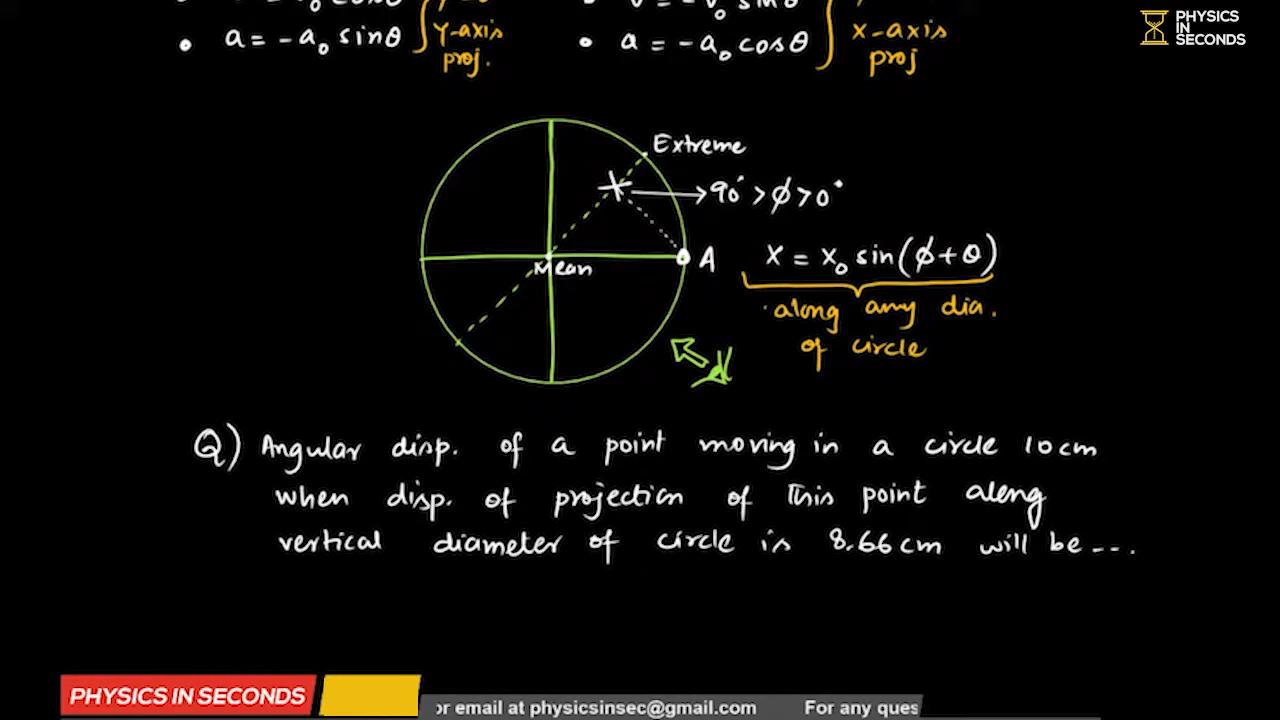 • a = -a₀ sinθ
Y-axis
proj.
• a = -a₀ cosθ
x-axis
proj
PHYSICS
IN
SECONDS
Extreme
90° > ϕ > 0°
Mean
A
x = x₀ sin(ϕ+θ)
along any dia.
of circle
Q) Angular disp. of a point moving in a circle 10cm
when disp. of projection of this point along
vertical diameter of circle is 8.66cm will be ---.
PHYSICS IN SECONDS
or email at physicsinsec@gmail.com For any ques